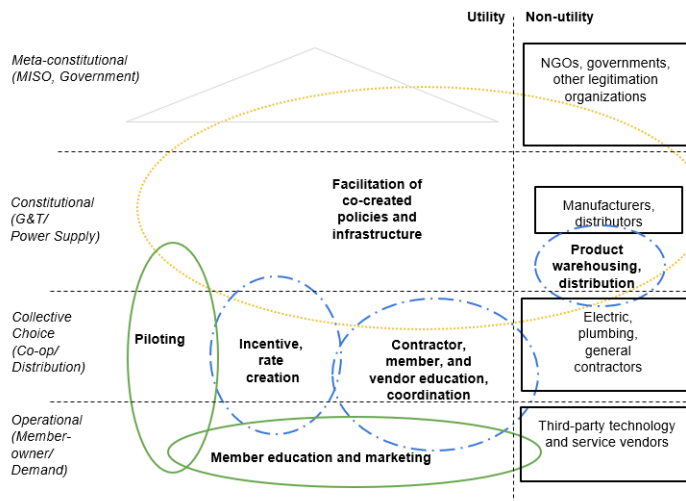 Utility
Non-utility
Meta-constitutional
(MISO, Government)
NGOs, governments,
other legitimation
organizations
Constitutional
(G&T/
Power Supply)
Facilitation of
co-created
policies and
infrastructure
Manufacturers,
distributors
Product
warehousing,
distribution
Collective
Choice
(Co-op/
Distribution)
Piloting
Incentive,
rate
creation
Contractor,
member, and
vendor education,
coordination
Electric,
plumbing,
general
contractors
Operational
(Member-
owner/
Demand)
Member education and marketing
Third-party technology
and service vendors